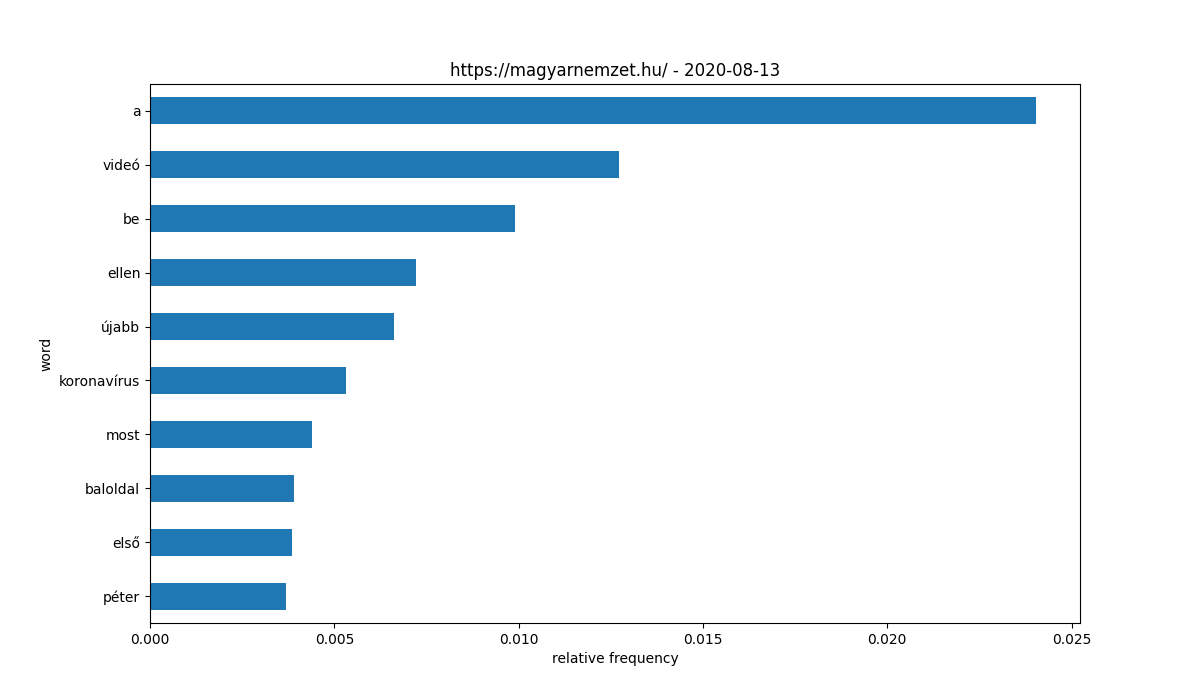 https://magyarnemzet.hu/ - 2020-08-13
word
a
videó
be
ellen
újabb
koronavírus
most
baloldal
első
péter
0.000 0.005 0.010 0.015 0.020 0.025
relative frequency